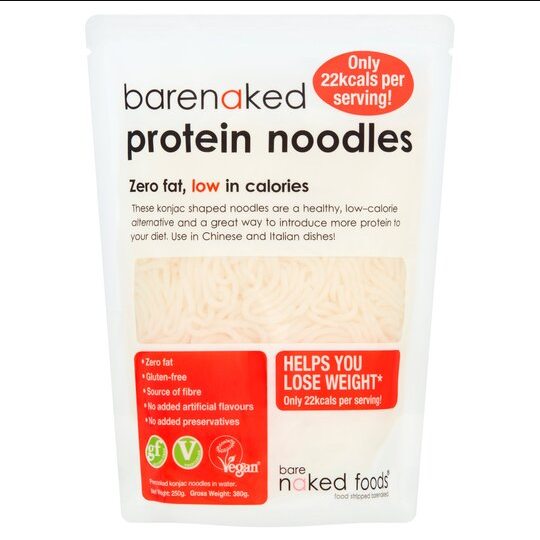 Only
22kcals per
serving!
barenaked
protein noodles
Zero fat, low in calories
These konjac shaped noodles are a healthy, low-calorie
alternative and a great way to introduce more protein to
your diet. Use in Chinese and Italian dishes!
• Zero fat
• Gluten-free
• Source of fibre
• No added artificial flavours
• No added preservatives
HELPS YOU
LOSE WEIGHT*
Only 22kcals per serving!
gf
V
Vegan
Precooked konjac noodles in water.
Net Weight: 250g. Gross Weight: 380g.
bare
naked foods®
food stripped barenaked